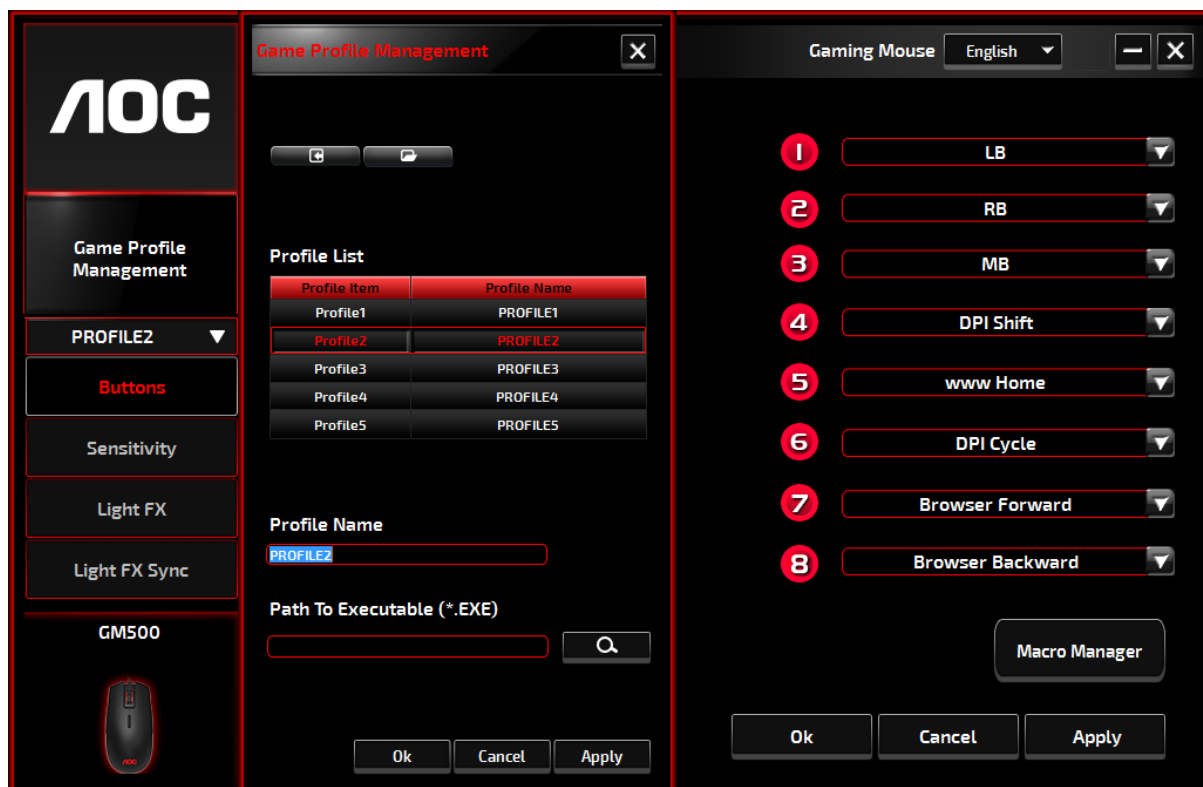 AOC
Game Profile
Management
PROFILE2
Buttons
Sensitivity
Light FX
Light FX Sync
GM500
AOC
Game Profile Management
Profile List
Profile Item Profile Name
Profile1 PROFILE1
Profile2 PROFILE2
Profile3 PROFILE3
Profile4 PROFILE4
Profile5 PROFILE5
Profile Name
PROFILE2
Path To Executable (*.EXE)
Ok Cancel Apply
Gaming Mouse English
1 LB
2 RB
3 MB
4 DPI Shift
5 www Home
6 DPI Cycle
7 Browser Forward
8 Browser Backward
Macro Manager
Ok Cancel Apply